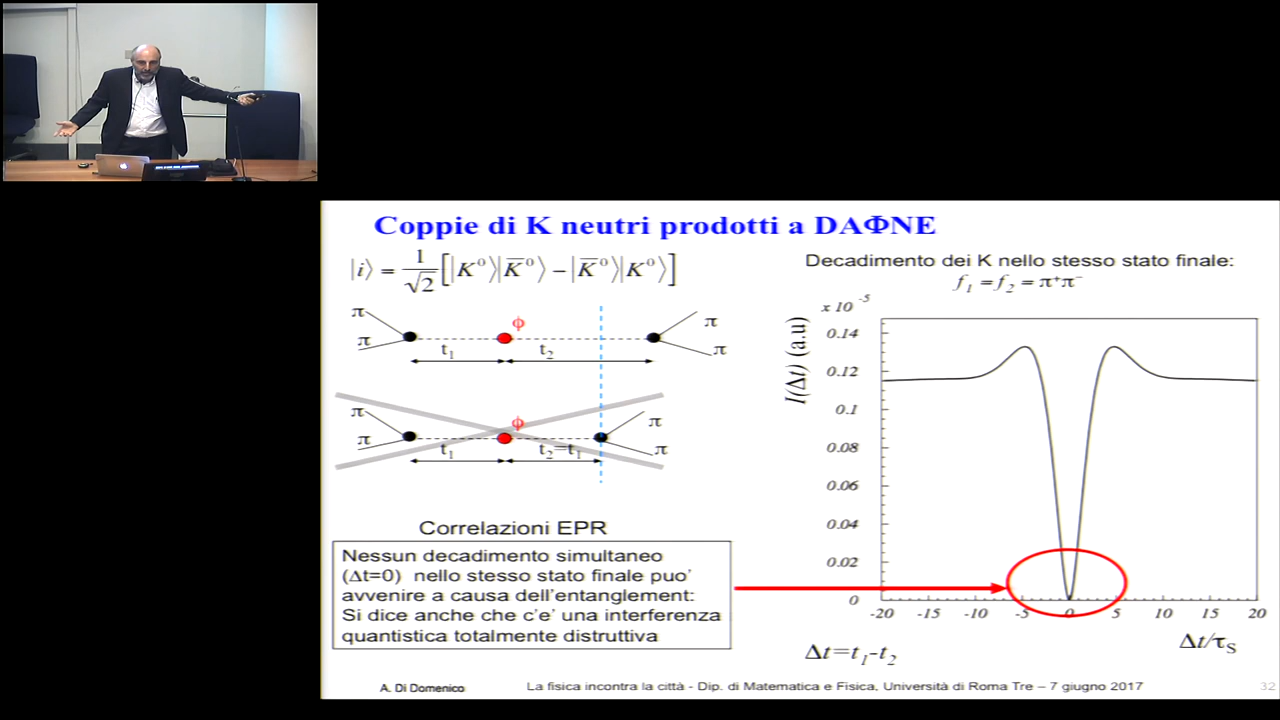 Coppie di K neutri prodotti a DAΦNE
|i⟩ = 1/√2 [|K⁰⟩|K̅⁰⟩ − |K̅⁰⟩|K⁰⟩]
π
π
t₁
ϕ
t₂
π
π
π
π
t₁
ϕ
t₂=t₁
π
π
Correlazioni EPR
Nessun decadimento simultaneo
(Δt=0) nello stesso stato finale puo'
avvenire a causa dell'entanglement:
Si dice anche che c'e' una interferenza
quantistica totalmente distruttiva
Decadimento dei K nello stesso stato finale:
f₁ = f₂ = π⁺π⁻
x 10⁻⁵
I(Δt) (a.u)
0.14
0.12
0.1
0.08
0.06
0.04
0.02
0
-20 -15 -10 -5 0 5 10 15 20
Δt/τS
Δt=t₁-t₂
A. Di Domenico
La fisica incontra la città - Dip. di Matematica e Fisica, Università di Roma Tre – 7 giugno 2017
32